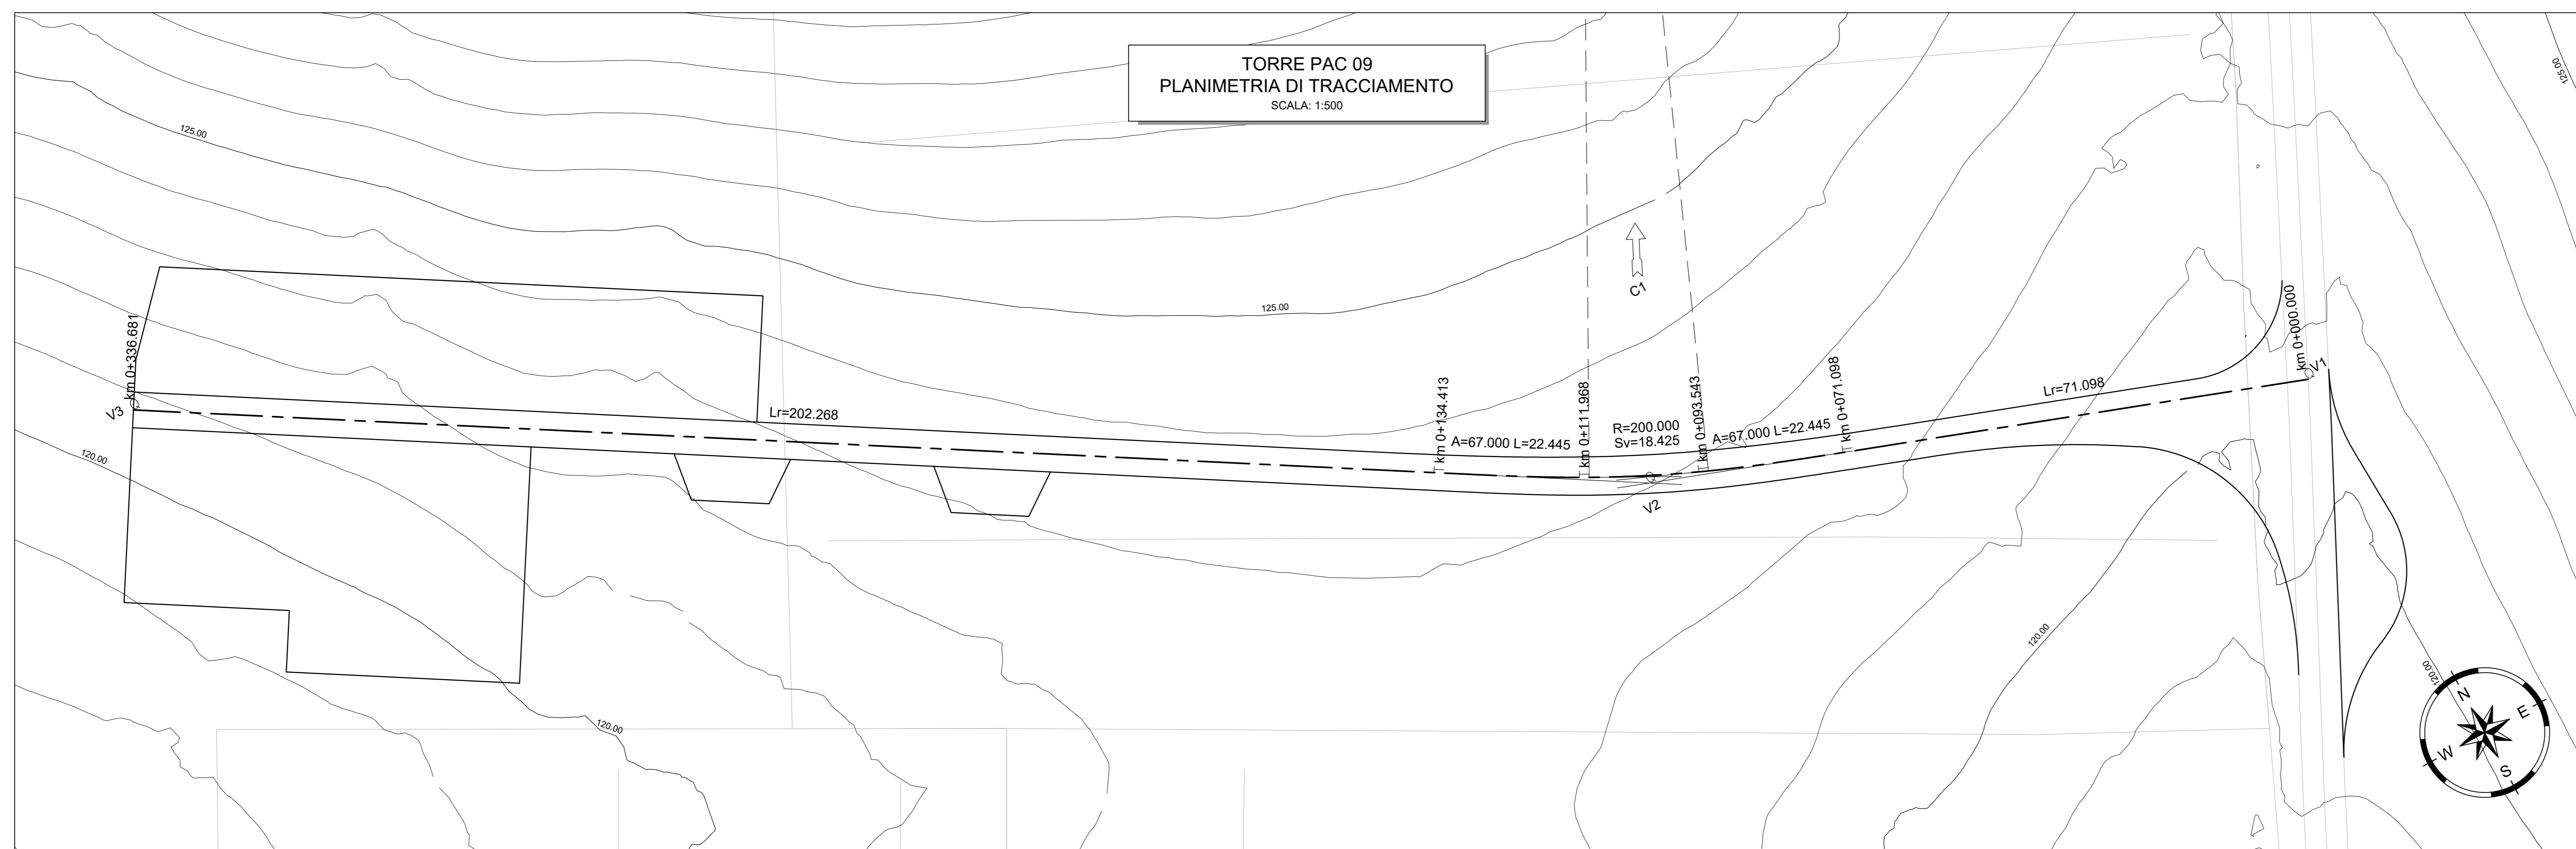 TORRE PAC 09
PLANIMETRIA DI TRACCIAMENTO
SCALA: 1:500
125.00
125.00
125.00
C1
km 0+336.681
V3
Lr=202.268
km 0+134.413
A=67.000 L=22.445
km 0+111.968
R=200.000
Sv=18.425
km 0+093.543
A=67.000 L=22.445
km 0+071.098
Lr=71.098
km 0+000.000
V1
V2
120.00
120.00
120.00
120.00
N
E
S
W